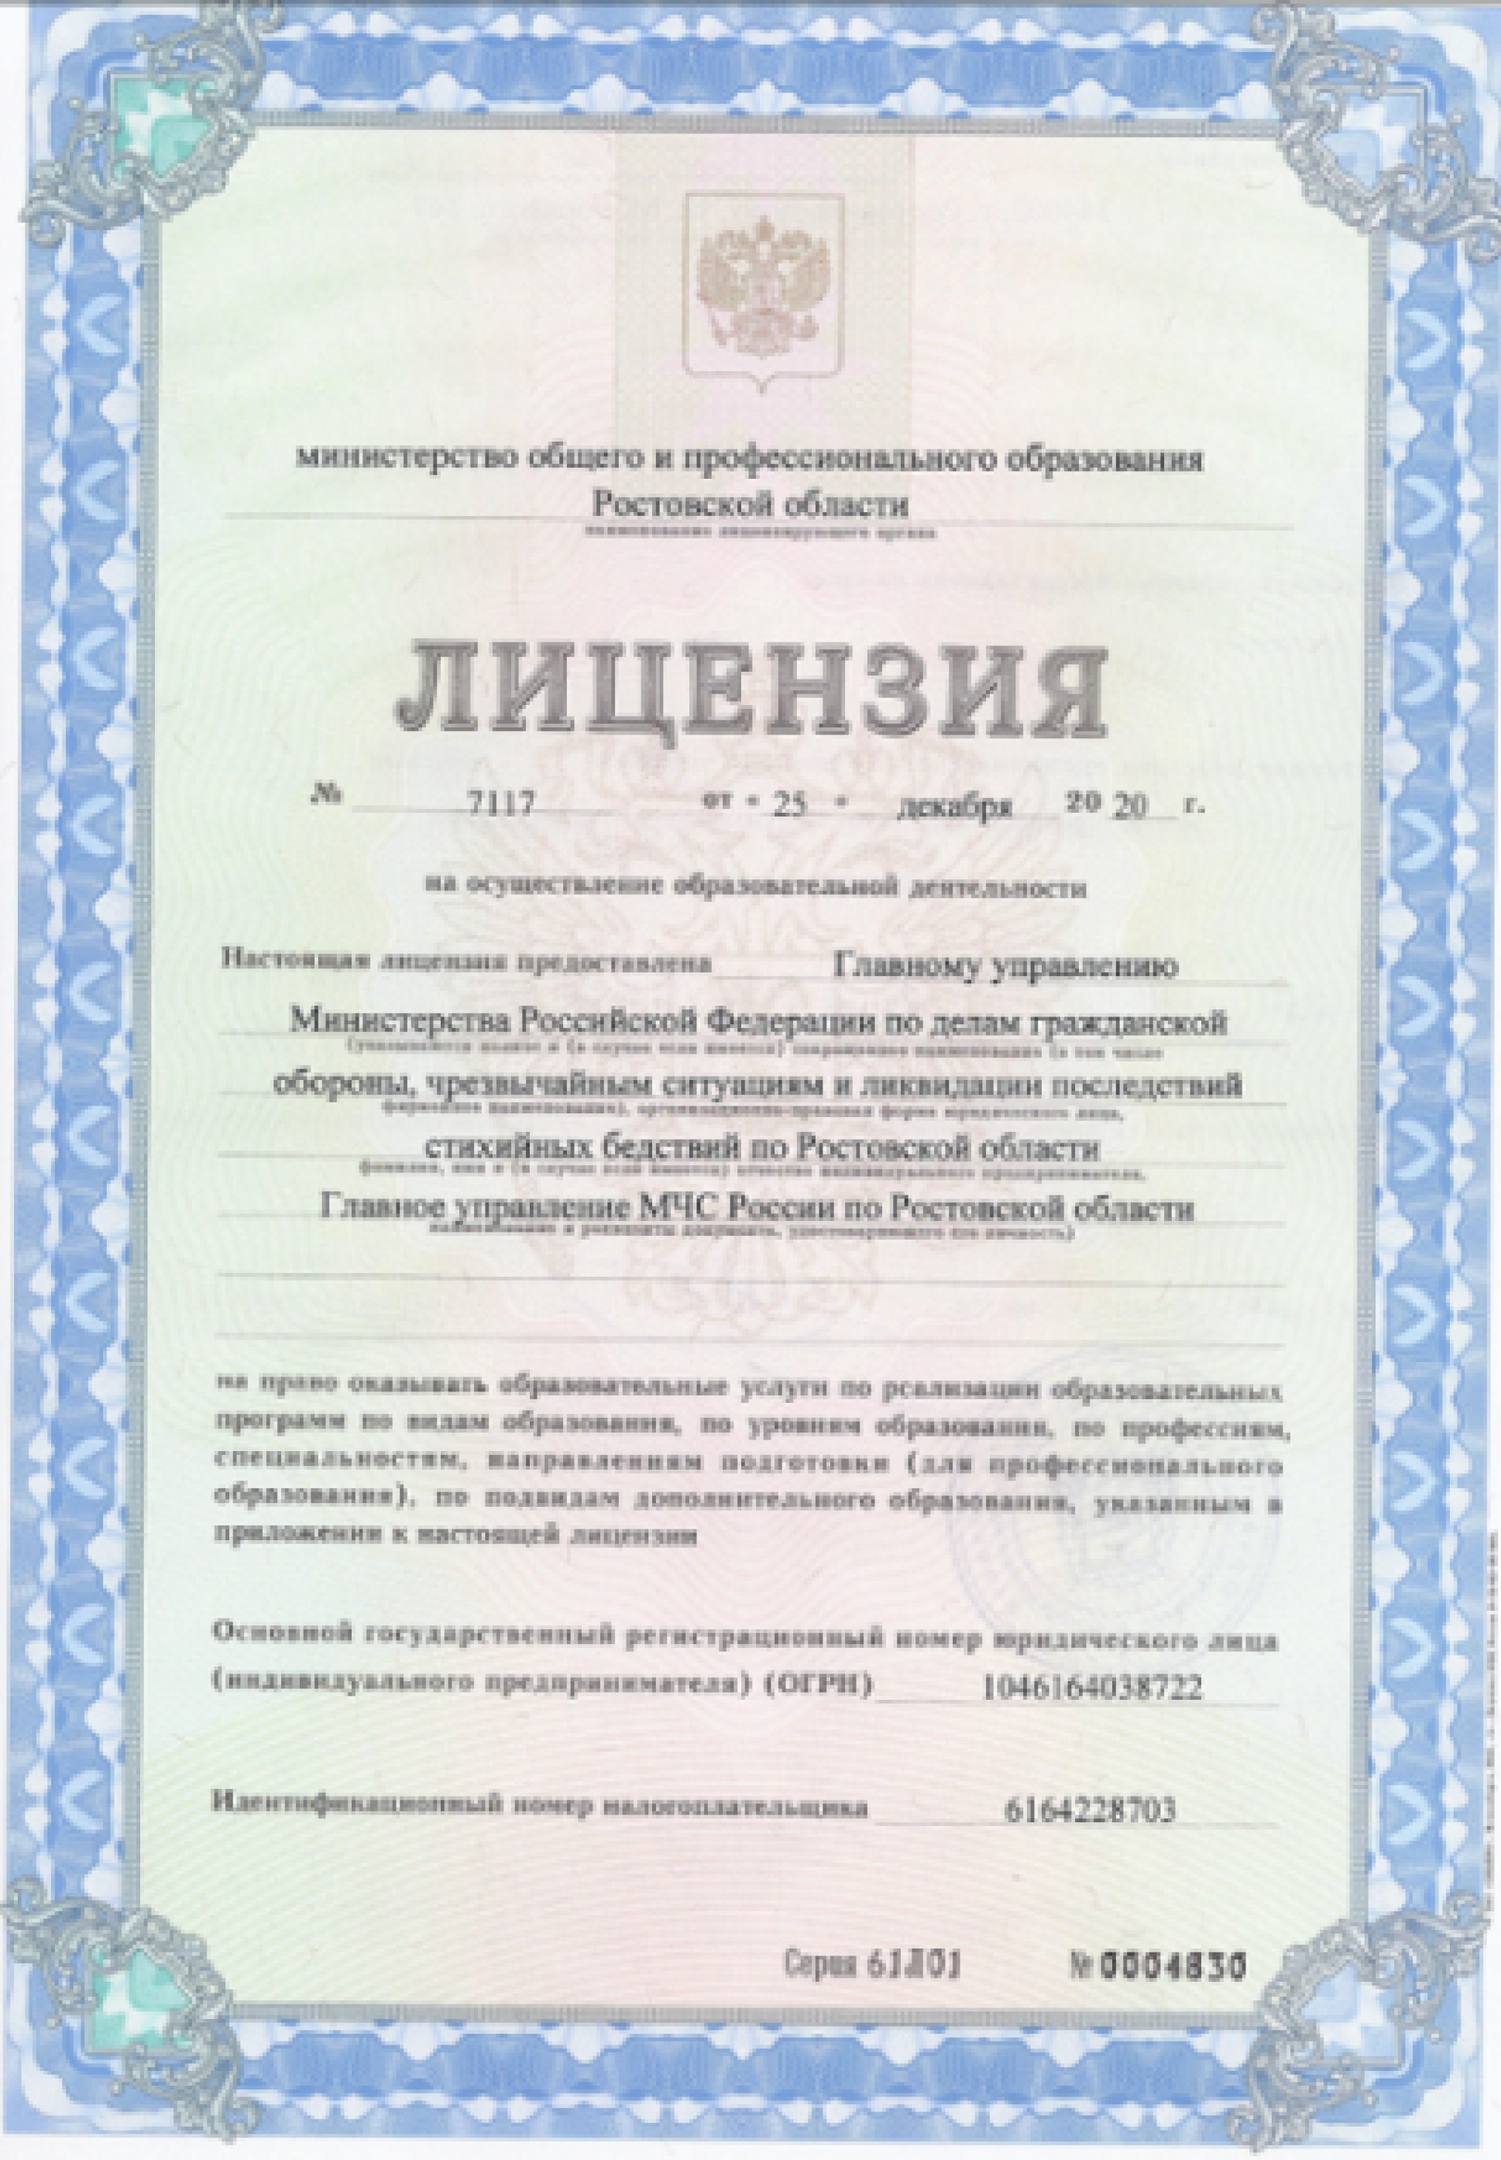 министерство общего и профессионального образования
Ростовской области
наименование лицензирующего органа
ЛИЦЕНЗИЯ
№ 7117 от « 25 » декабря 20 20 г.
на осуществление образовательной деятельности
Настоящая лицензия предоставлена Главному управлению
Министерства Российской Федерации по делам гражданской
(указываются полное и (в случае если имеется) сокращенное наименование (в том числе
обороны, чрезвычайным ситуациям и ликвидации последствий
фирменное наименование), организационно-правовая форма юридического лица,
стихийных бедствий по Ростовской области
фамилия, имя и (в случае если имеется) отчество индивидуального предпринимателя,
Главное управление МЧС России по Ростовской области
наименование и реквизиты документа, удостоверяющего его личность)
на право оказывать образовательные услуги по реализации образовательных
программ по видам образования, по уровням образования, по профессиям,
специальностям, направлениям подготовки (для профессионального
образования), по подвидам дополнительного образования, указанным в
приложении к настоящей лицензии
Основной государственный регистрационный номер юридического лица
(индивидуального предпринимателя) (ОГРН) 1046164038722
Идентификационный номер налогоплательщика 6164228703
Серия 61Л01 № 0004830